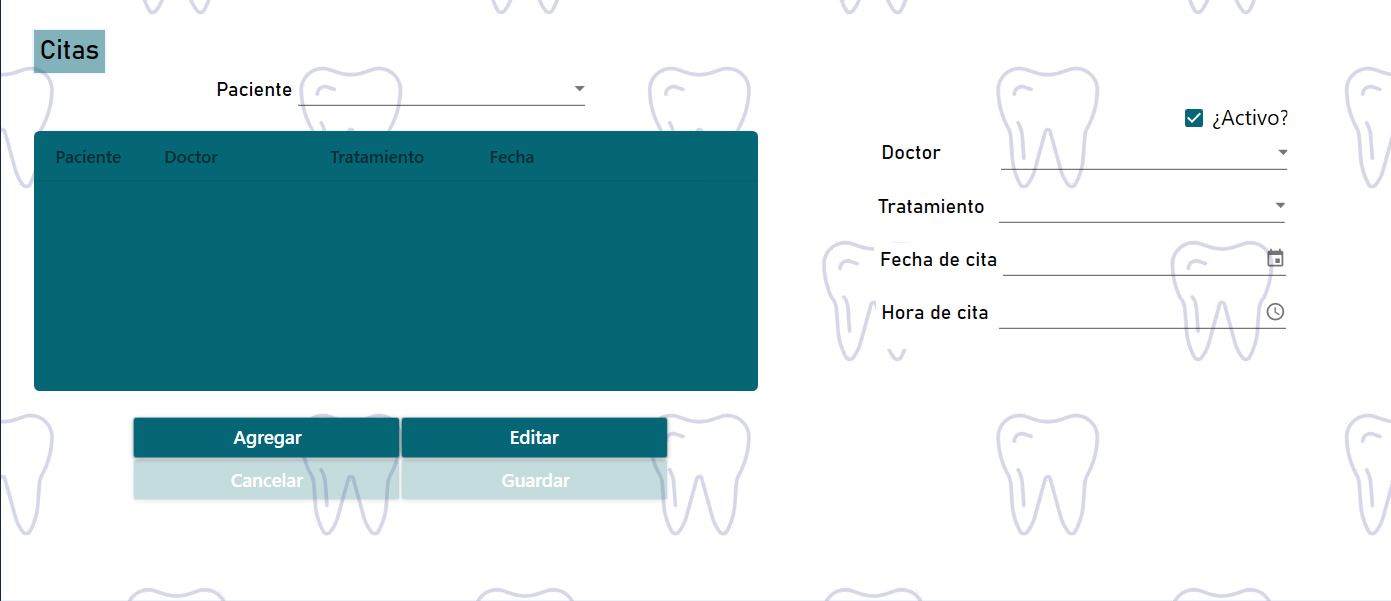 Citas
Paciente
¿Activo?
Paciente Doctor Tratamiento Fecha
Doctor
Tratamiento
Fecha de cita
Hora de cita
Agregar Editar
Cancelar Guardar